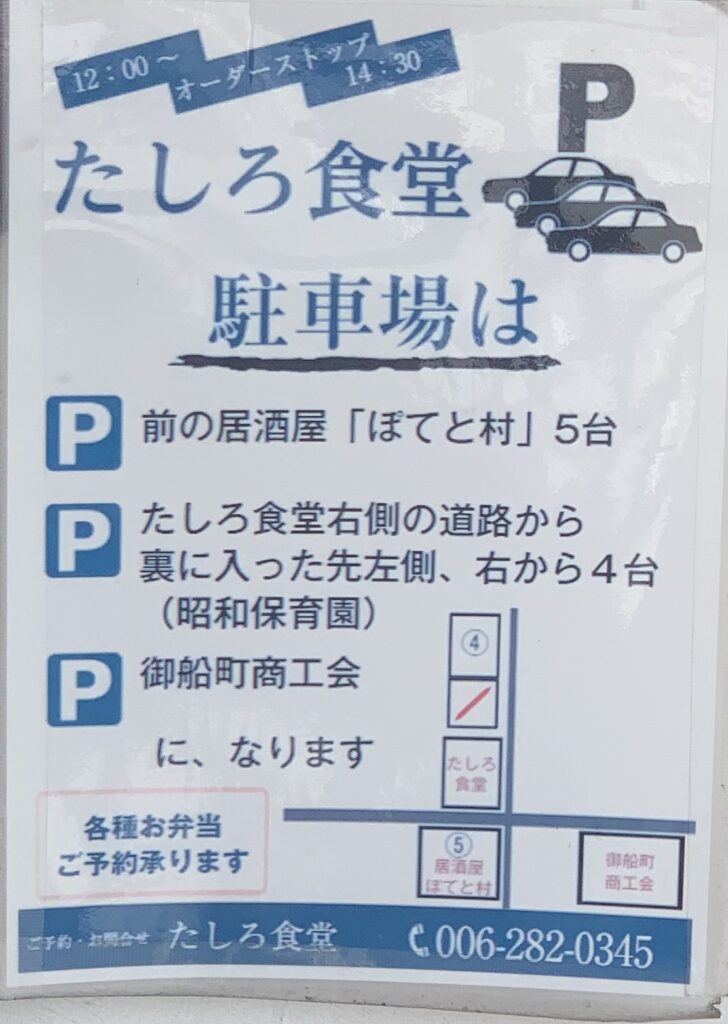 12:00~
オーダーストップ
14:30
P
たしろ食堂
駐車場は
P 前の居酒屋「ぽてと村」5台
P たしろ食堂右側の道路から
裏に入った先左側、右から4台
(昭和保育園)
P 御船町商工会
に、なります
④
たしろ
食堂
⑤
居酒屋
ぽてと村
御船町
商工会
各種お弁当
ご予約承ります
ご予約・お問合せ たしろ食堂 006-282-0345